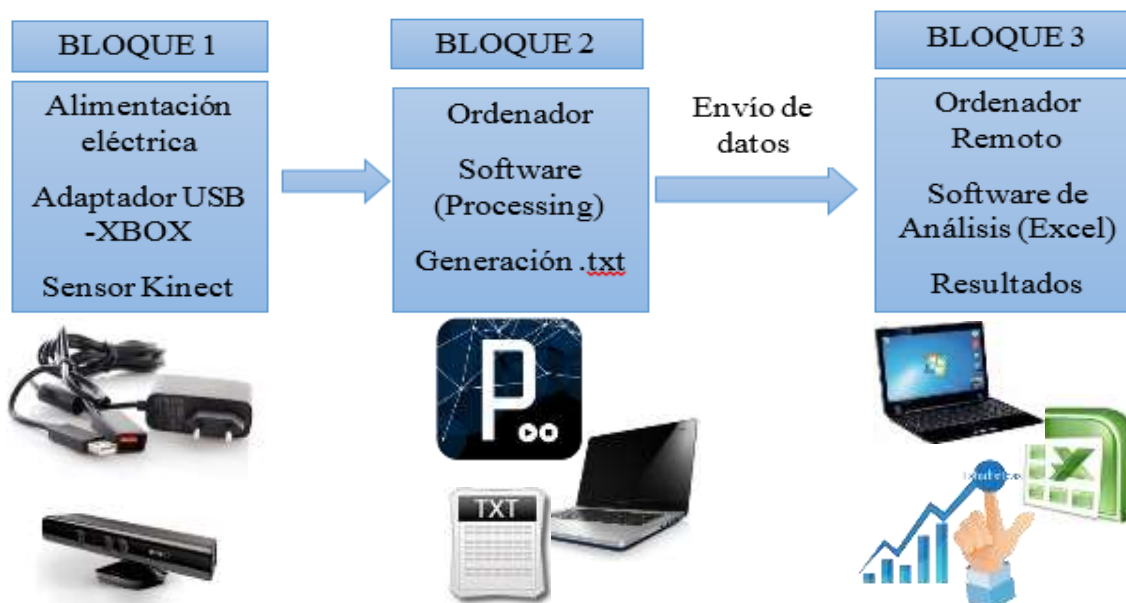 BLOQUE 1
Alimentación
eléctrica
Adaptador USB
-XBOX
Sensor Kinect
BLOQUE 2
Ordenador
Software
(Processing)
Generación .txt
Envío de
datos
BLOQUE 3
Ordenador
Remoto
Software de
Análisis (Excel)
Resultados
P
TXT